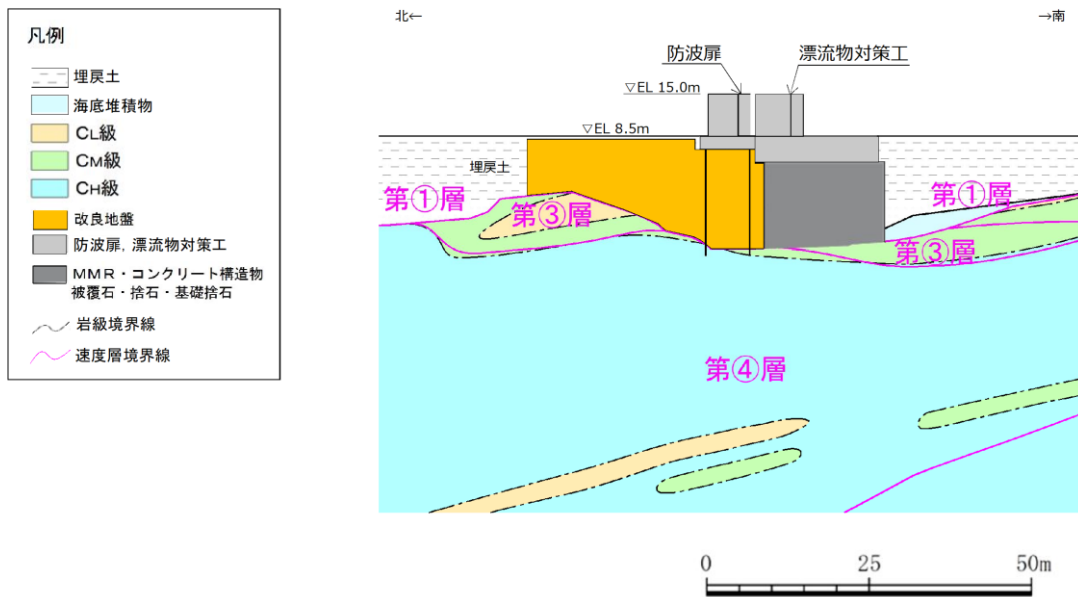 北←
→南
凡例
埋戻土
海底堆積物
CL級
CM級
CH級
改良地盤
防波扉, 漂流物対策工
MMR・コンクリート構造物
被覆石・捨石・基礎捨石
岩級境界線
速度層境界線
防波扉
漂流物対策工
▽EL 15.0m
▽EL 8.5m
埋戻土
第①層
第③層
第①層
第③層
第④層
0
25
50m